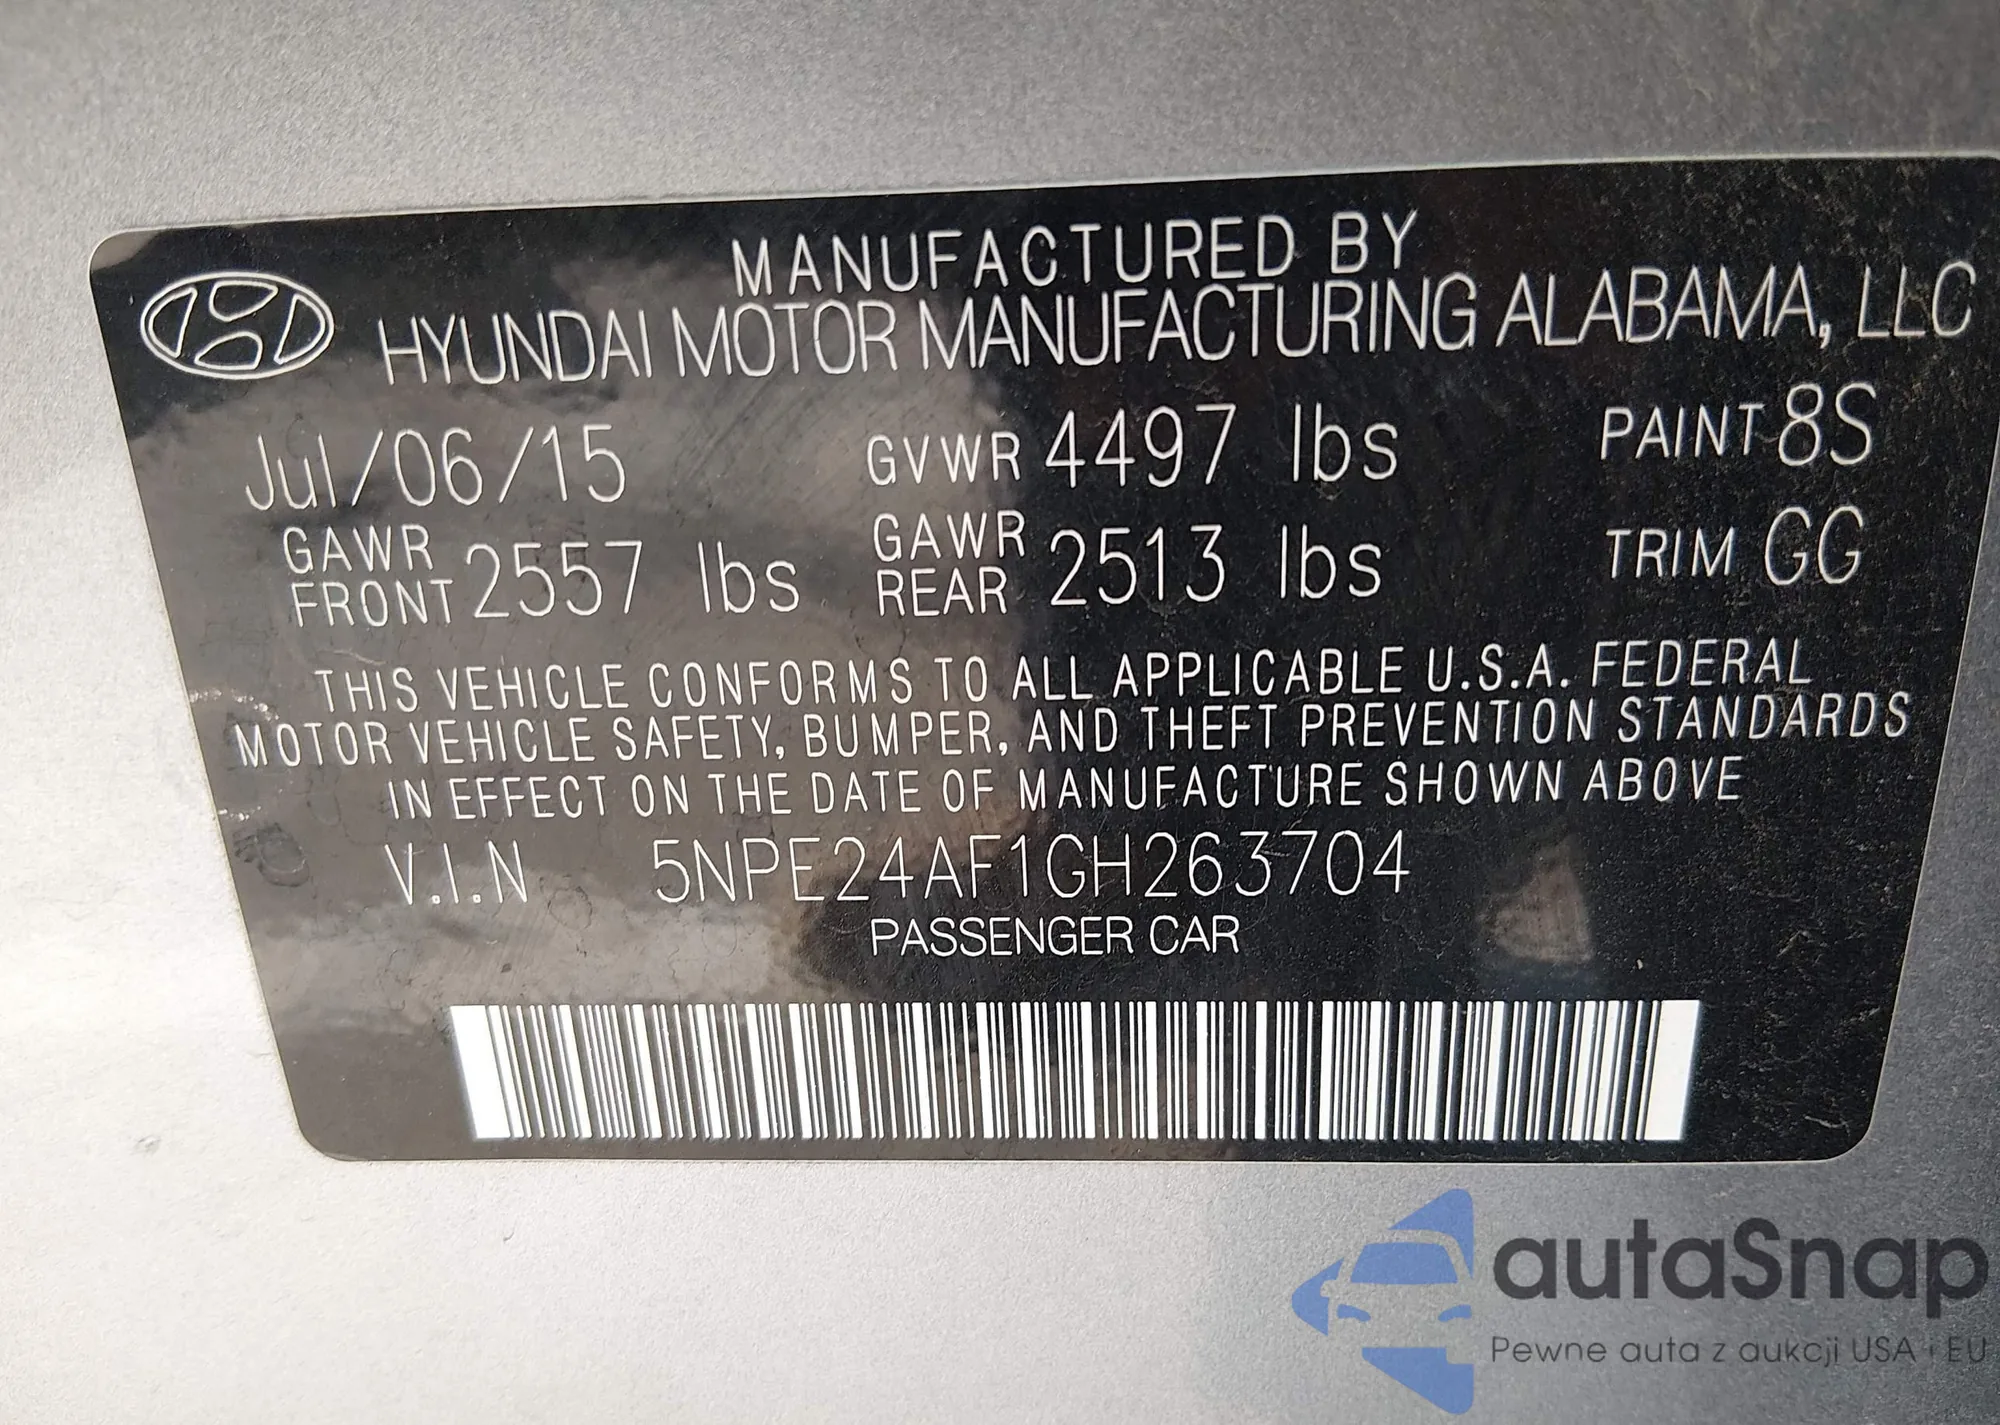 MANUFACTURED BY
HYUNDAI MOTOR MANUFACTURING ALABAMA, LLC
Jul/06/15 GVWR 4497 lbs PAINT 8S
GAWR FRONT 2557 lbs GAWR REAR 2513 lbs TRIM GG
THIS VEHICLE CONFORMS TO ALL APPLICABLE U.S.A. FEDERAL
MOTOR VEHICLE SAFETY, BUMPER, AND THEFT PREVENTION STANDARDS
IN EFFECT ON THE DATE OF MANUFACTURE SHOWN ABOVE
V.I.N 5NPE24AF1GH263704
PASSENGER CAR
autaSnap
Pewne auta z aukcji USA i EU